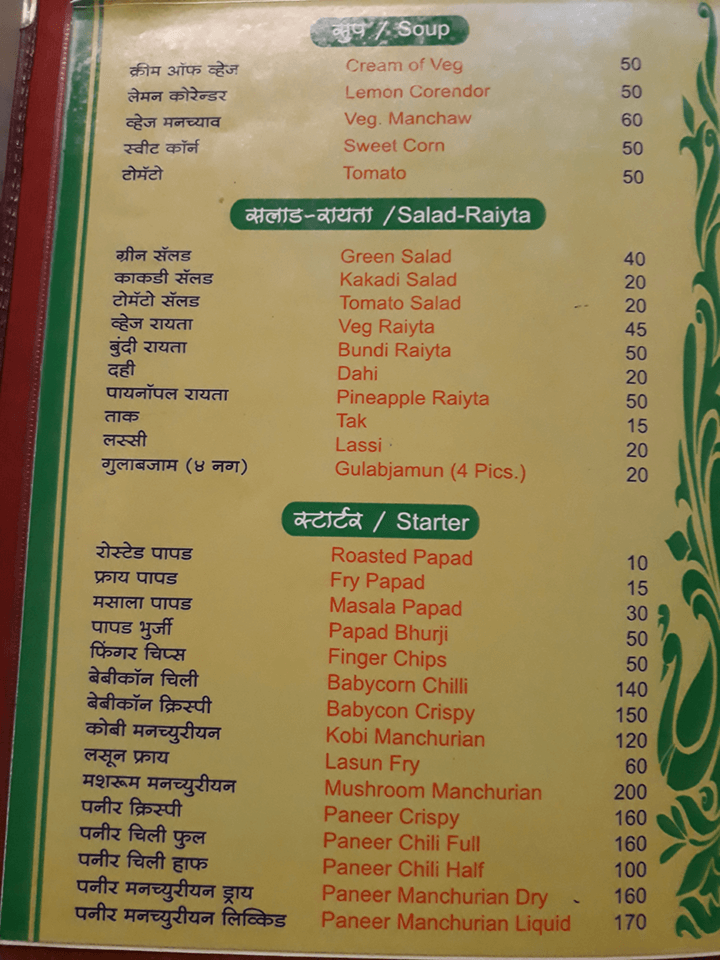 सुप / Soup
क्रीम ऑफ व्हेज Cream of Veg 50
लेमन कोरेन्डर Lemon Corendor 50
व्हेज मनच्याव Veg. Manchaw 60
स्वीट कॉर्न Sweet Corn 50
टोमॅटो Tomato 50
सलाड-रायता /Salad-Raiyta
ग्रीन सॅलड Green Salad 40
काकडी सॅलड Kakadi Salad 20
टोमॅटो सॅलड Tomato Salad 20
व्हेज रायता Veg Raiyta 45
बुंदी रायता Bundi Raiyta 50
दही Dahi 20
पायनॉपल रायता Pineapple Raiyta 50
ताक Tak 15
लस्सी Lassi 20
गुलाबजाम (४ नग) Gulabjamun (4 Pics.) 20
स्टार्टर / Starter
रोस्टेड पापड Roasted Papad 10
फ्राय पापड Fry Papad 15
मसाला पापड Masala Papad 30
पापड भुर्जी Papad Bhurji 50
फिंगर चिप्स Finger Chips 50
बेबीकॉन चिली Babycorn Chilli 140
बेबीकॉन क्रिस्पी Babycon Crispy 150
कोबी मनच्युरीयन Kobi Manchurian 120
लसून फ्राय Lasun Fry 60
मशरूम मनच्युरीयन Mushroom Manchurian 200
पनीर क्रिस्पी Paneer Crispy 160
पनीर चिली फुल Paneer Chili Full 160
पनीर चिली हाफ Paneer Chili Half 100
पनीर मनच्युरीयन ड्राय Paneer Manchurian Dry 160
पनीर मनच्युरीयन लिक्विड Paneer Manchurian Liquid 170